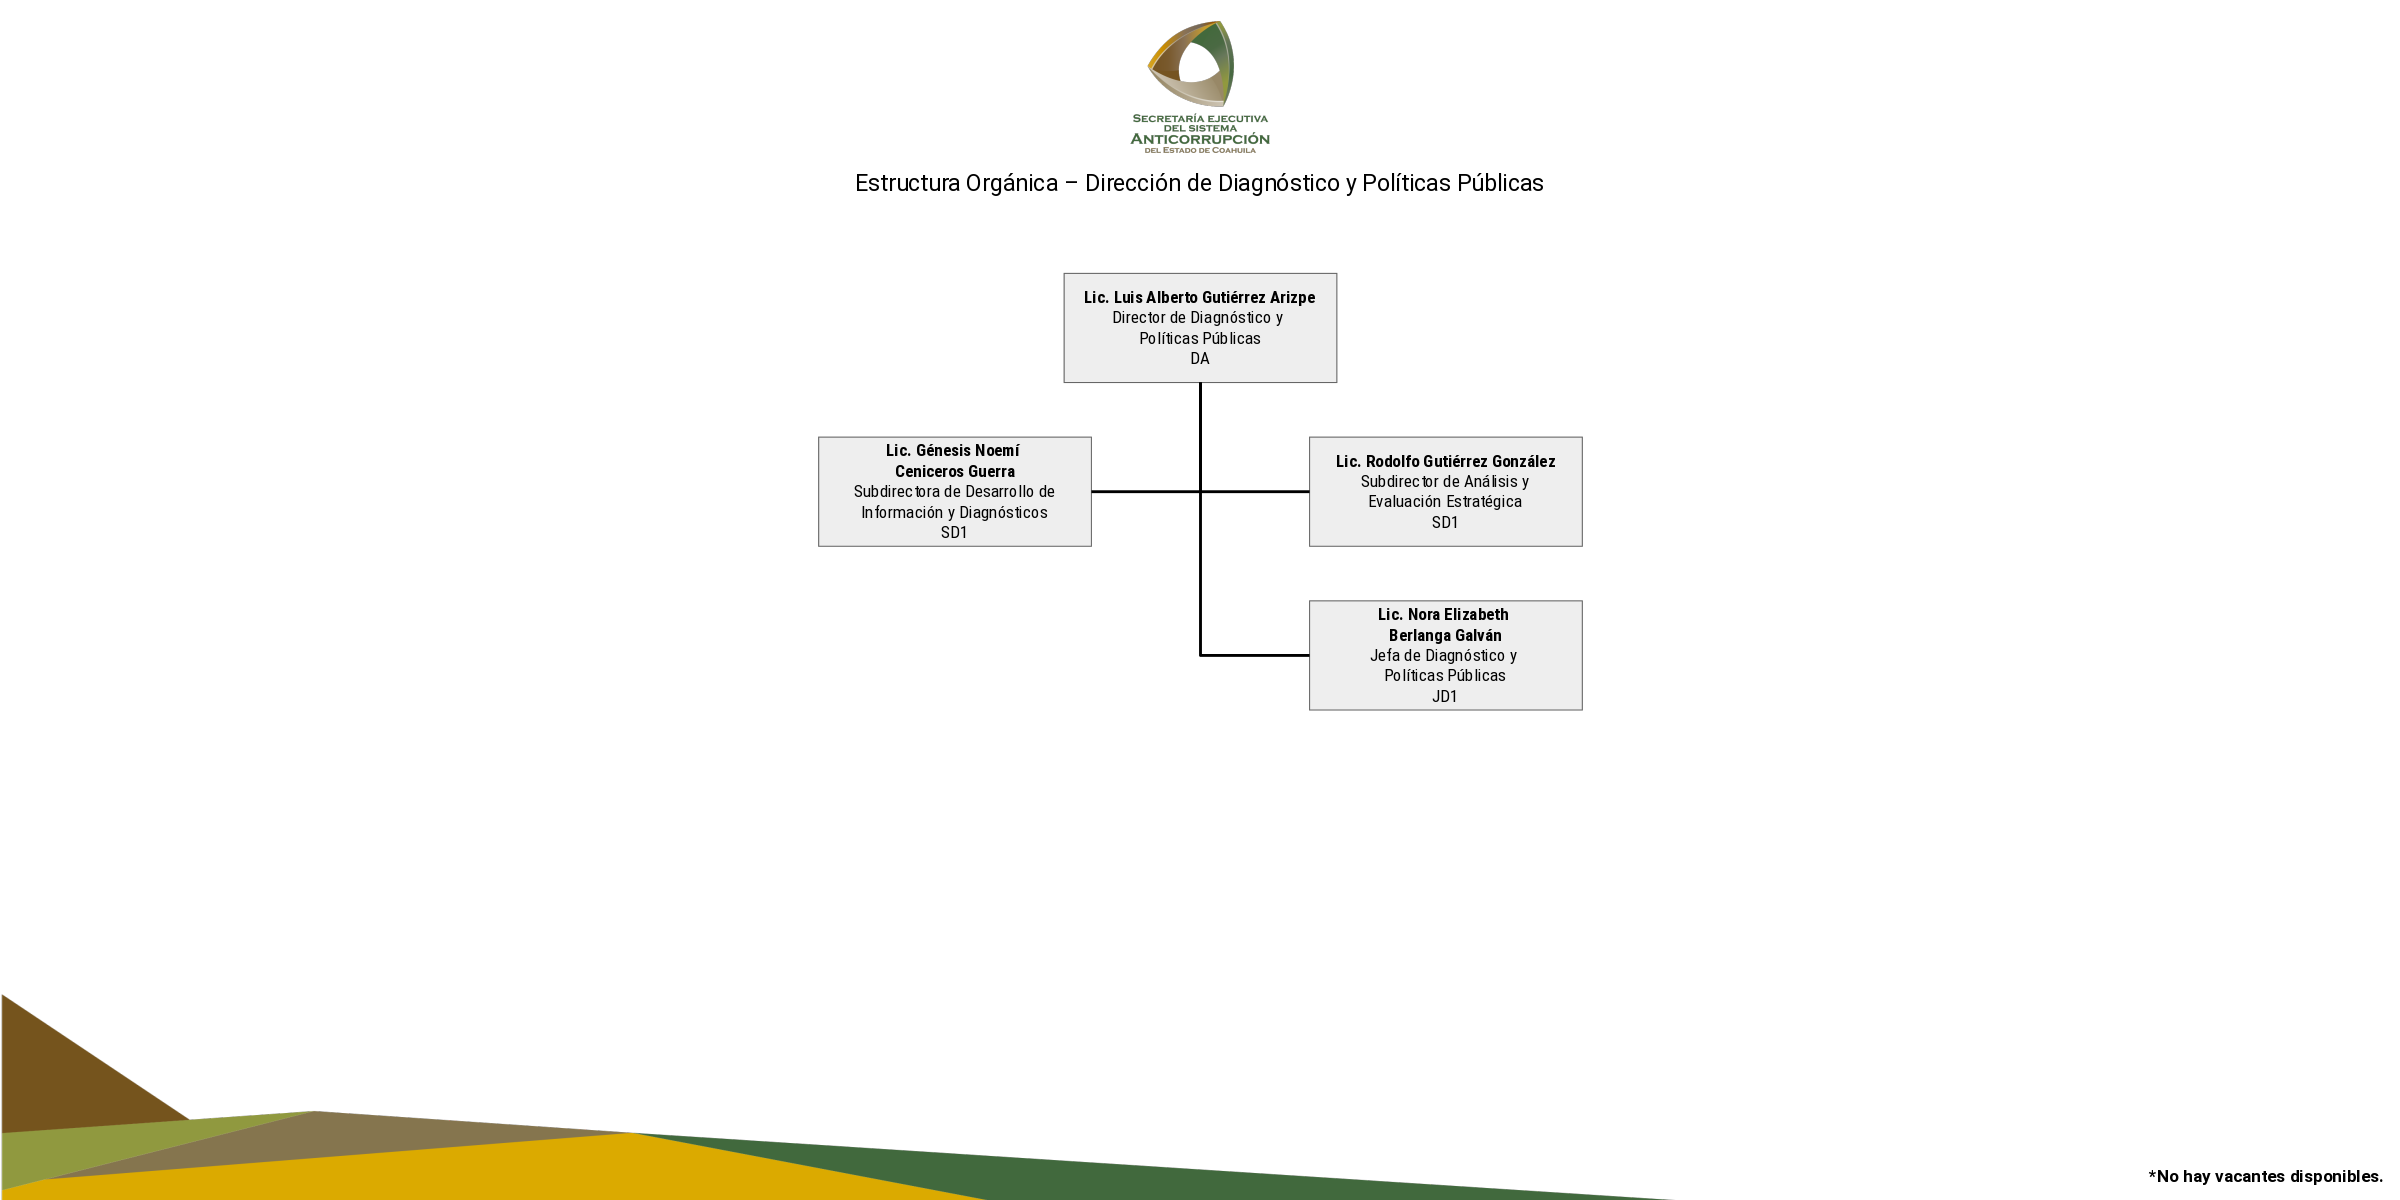 SECRETARÍA EJECUTIVA
DEL SISTEMA
ANTICORRUPCIÓN
DEL ESTADO DE COAHUILA
Estructura Orgánica – Dirección de Diagnóstico y Políticas Públicas
Lic. Luis Alberto Gutiérrez Arizpe
Director de Diagnóstico y
Políticas Públicas
DA
Lic. Génesis Noemí
Ceniceros Guerra
Subdirectora de Desarrollo de
Información y Diagnósticos
SD1
Lic. Rodolfo Gutiérrez González
Subdirector de Análisis y
Evaluación Estratégica
SD1
Lic. Nora Elizabeth
Berlanga Galván
Jefa de Diagnóstico y
Políticas Públicas
JD1
*No hay vacantes disponibles.